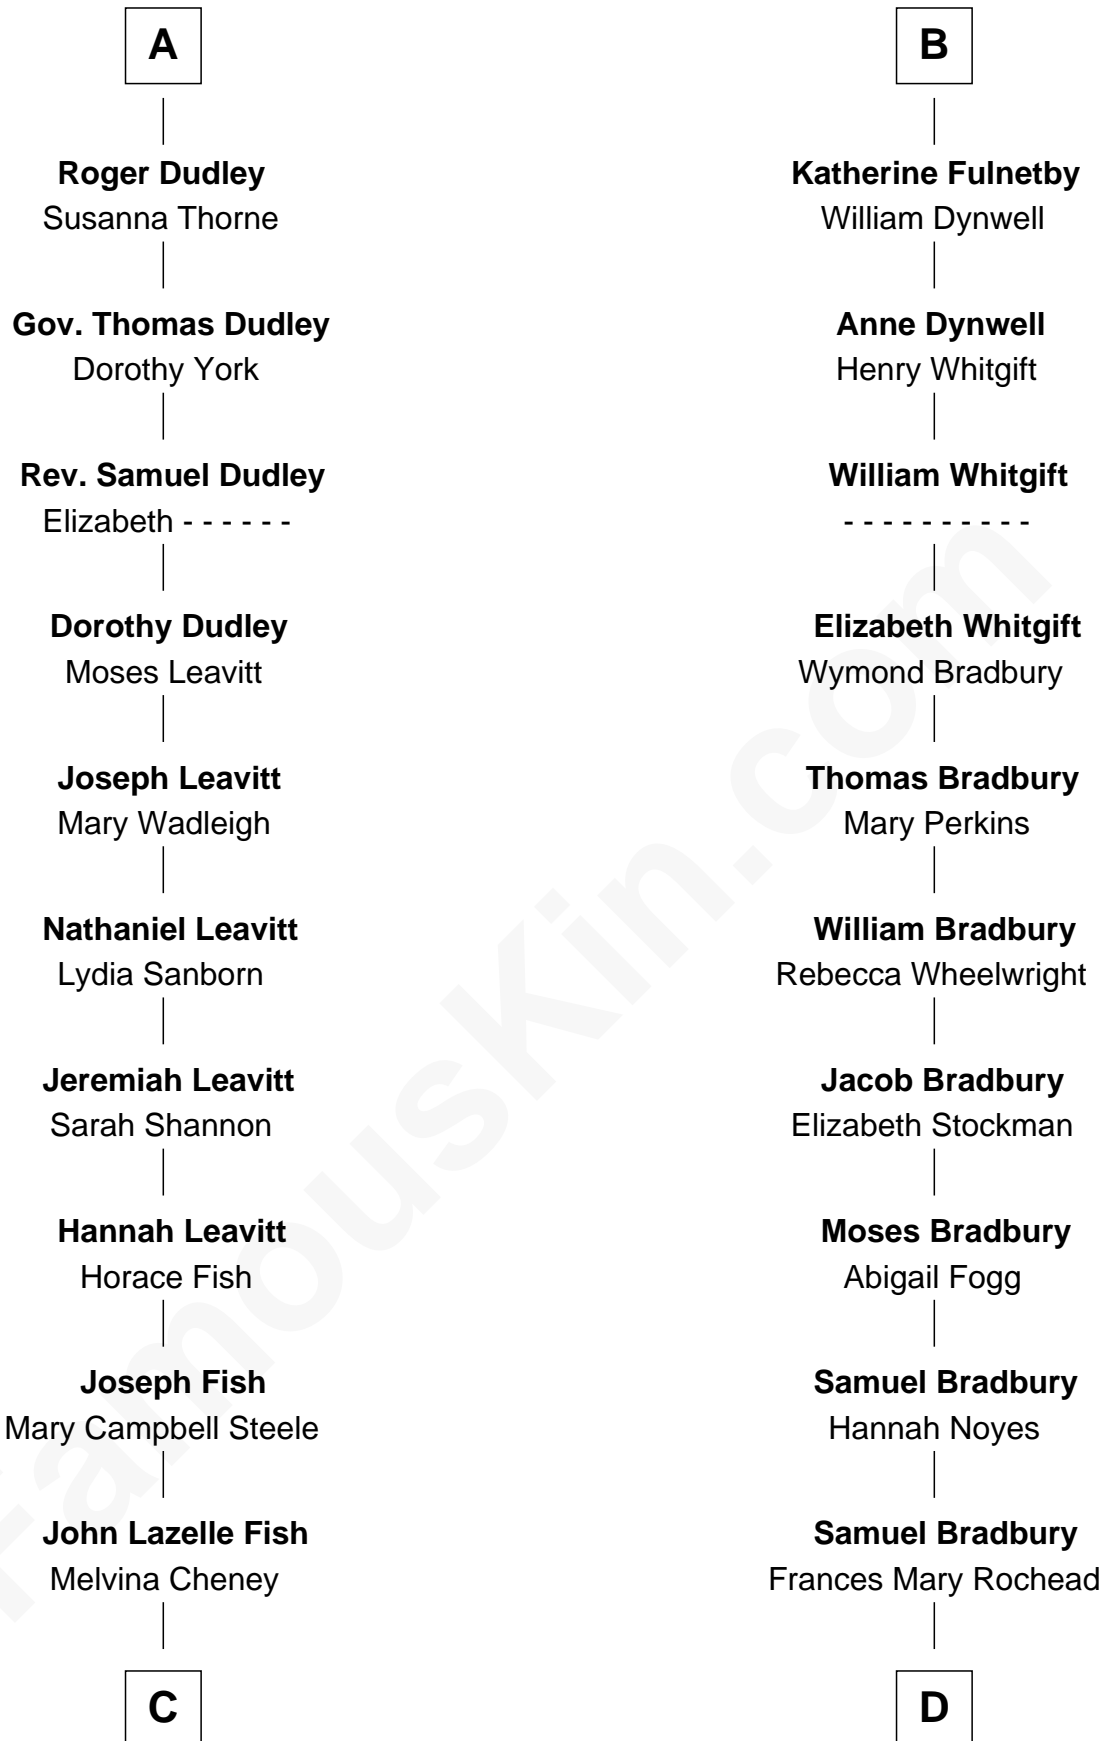 A
Roger Dudley
Susanna Thorne
Gov. Thomas Dudley
Dorothy York
Rev. Samuel Dudley
Elizabeth - - - - - -
Dorothy Dudley
Moses Leavitt
Joseph Leavitt
Mary Wadleigh
Nathaniel Leavitt
Lydia Sanborn
Jeremiah Leavitt
Sarah Shannon
Hannah Leavitt
Horace Fish
Joseph Fish
Mary Campbell Steele
John Lazelle Fish
Melvina Cheney
C
B
Katherine Fulnetby
William Dynwell
Anne Dynwell
Henry Whitgift
William Whitgift
- - - - - - - - - -
Elizabeth Whitgift
Wymond Bradbury
Thomas Bradbury
Mary Perkins
William Bradbury
Rebecca Wheelwright
Jacob Bradbury
Elizabeth Stockman
Moses Bradbury
Abigail Fogg
Samuel Bradbury
Hannah Noyes
Samuel Bradbury
Frances Mary Rochead
D
FamousKin.com